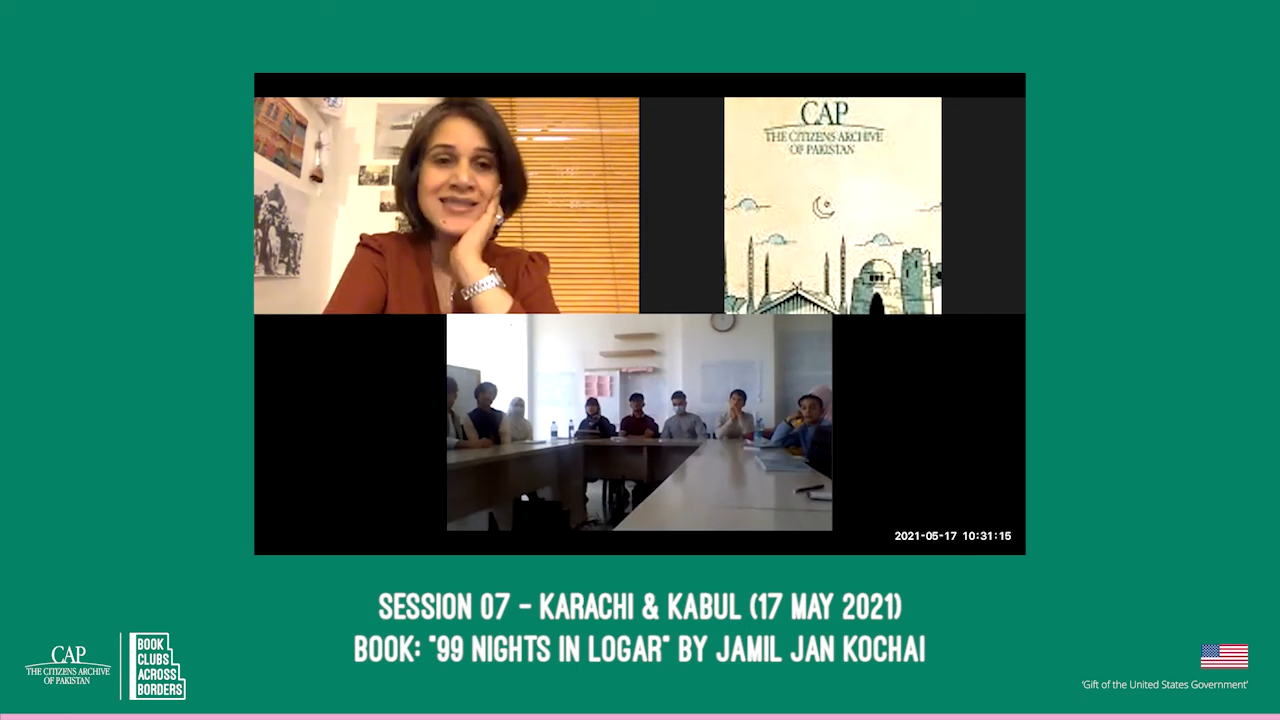 CAP
THE CITIZENS ARCHIVE
OF PAKISTAN
2021-05-17 10:31:15
SESSION 07 - KARACHI & KABUL (17 MAY 2021)
BOOK: "99 NIGHTS IN LOGAR" BY JAMIL JAN KOCHAI
CAP
THE CITIZENS ARCHIVE
OF PAKISTAN
BOOK
CLUBS
ACROSS
BORDERS
'Gift of the United States Government'